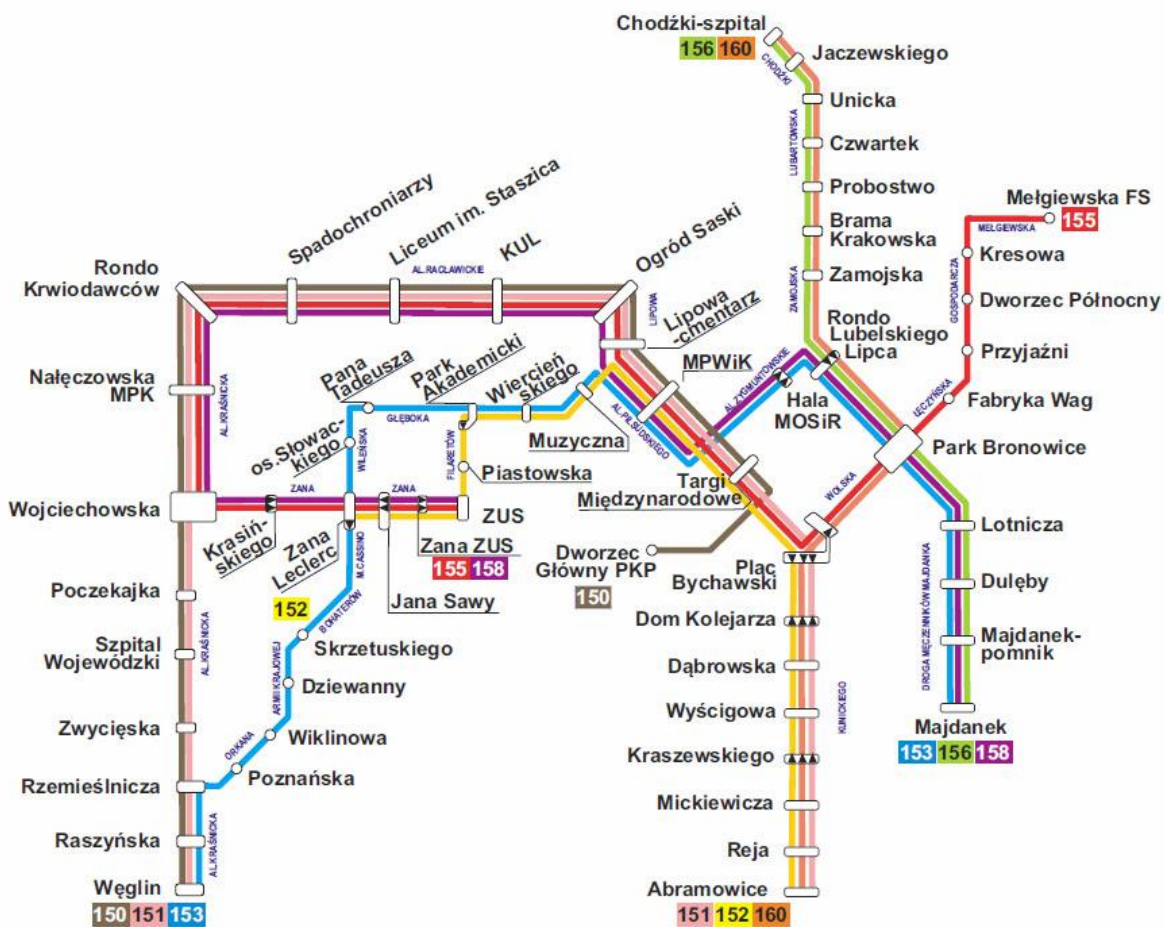 Chodźki-szpital
156 160
CHODŹKI
Jaczewskiego
Unicka
LUBARTOWSKA
Czwartek
Probostwo
Brama
Krakowska
ZAMOJSKA
Zamojska
Rondo
Lubelskiego
Lipca
Mełgiewska FS
155
MEŁGIEWSKA
Kresowa
GOSPODARCZA
Dworzec Północny
Przyjaźni
ŁĘCZYŃSKA
Fabryka Wag
Park Bronowice
Spadochroniarzy
Liceum im. Staszica
KUL
AL.RACŁAWICKIE
Ogród Saski
LIPOWA
Lipowa
-cmentarz
MPWiK
Rondo
Krwiodawców
Nałęczowska
MPK
AL.KRAŚNICKA
Pana
Tadeusza
Park
Akademicki
Wiercień
skiego
GŁĘBOKA
os.Słowac-
kiego
WILEŃSKA
FILARETÓW
Piastowska
Muzyczna
AL.PIŁSUDSKIEGO
AL.ZYGMUNTOWSKIE
Hala
MOSiR
Targi
Międzynarodowe
WOLSKA
Wojciechowska
ZANA
ZANA
ZUS
Krasiń-
skiego
Zana
Leclerc
Zana ZUS
155 158
152
M.CASSINO
BOHATERÓW
Jana Sawy
Dworzec
Główny PKP
150
Plac
Bychawski
Lotnicza
Dulęby
Majdanek-
pomnik
DROGA MĘCZENNIKÓW MAJDANKA
Majdanek
153 156 158
Poczekajka
AL.KRAŚNICKA
Szpital
Wojewódzki
Zwycięska
Rzemieślnicza
Raszyńska
AL.KRAŚNICKA
Węglin
150 151 153
Skrzetuskiego
ARMII KRAJOWEJ
Dziewanny
ORKANA
Wiklinowa
Poznańska
Dom Kolejarza
Dąbrowska
KUNICKIEGO
Wyścigowa
Kraszewskiego
Mickiewicza
Reja
Abramowice
151 152 160